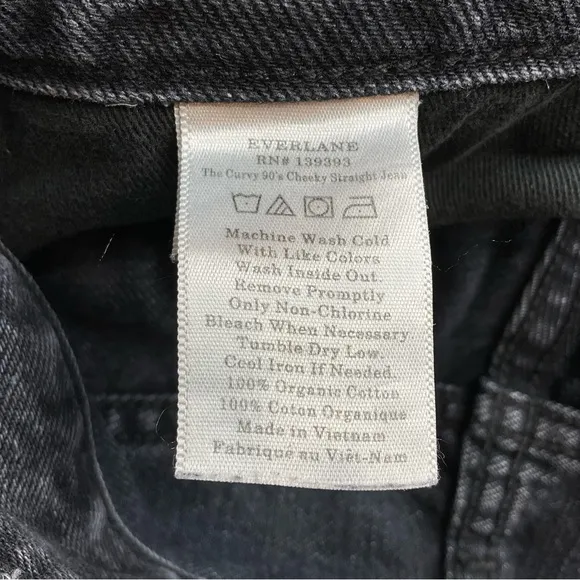 EVERLANE
RN# 139393
The Curvy 90's Cheeky Straight Jean
Machine Wash Cold
With Like Colors
Wash Inside Out.
Remove Promptly
Only Non-Chlorine
Bleach When Necessary
Tumble Dry Low.
Cool Iron If Needed.
100% Organic Cotton
100% Coton Organique
Made in Vietnam
Fabrique au Viêt-Nam